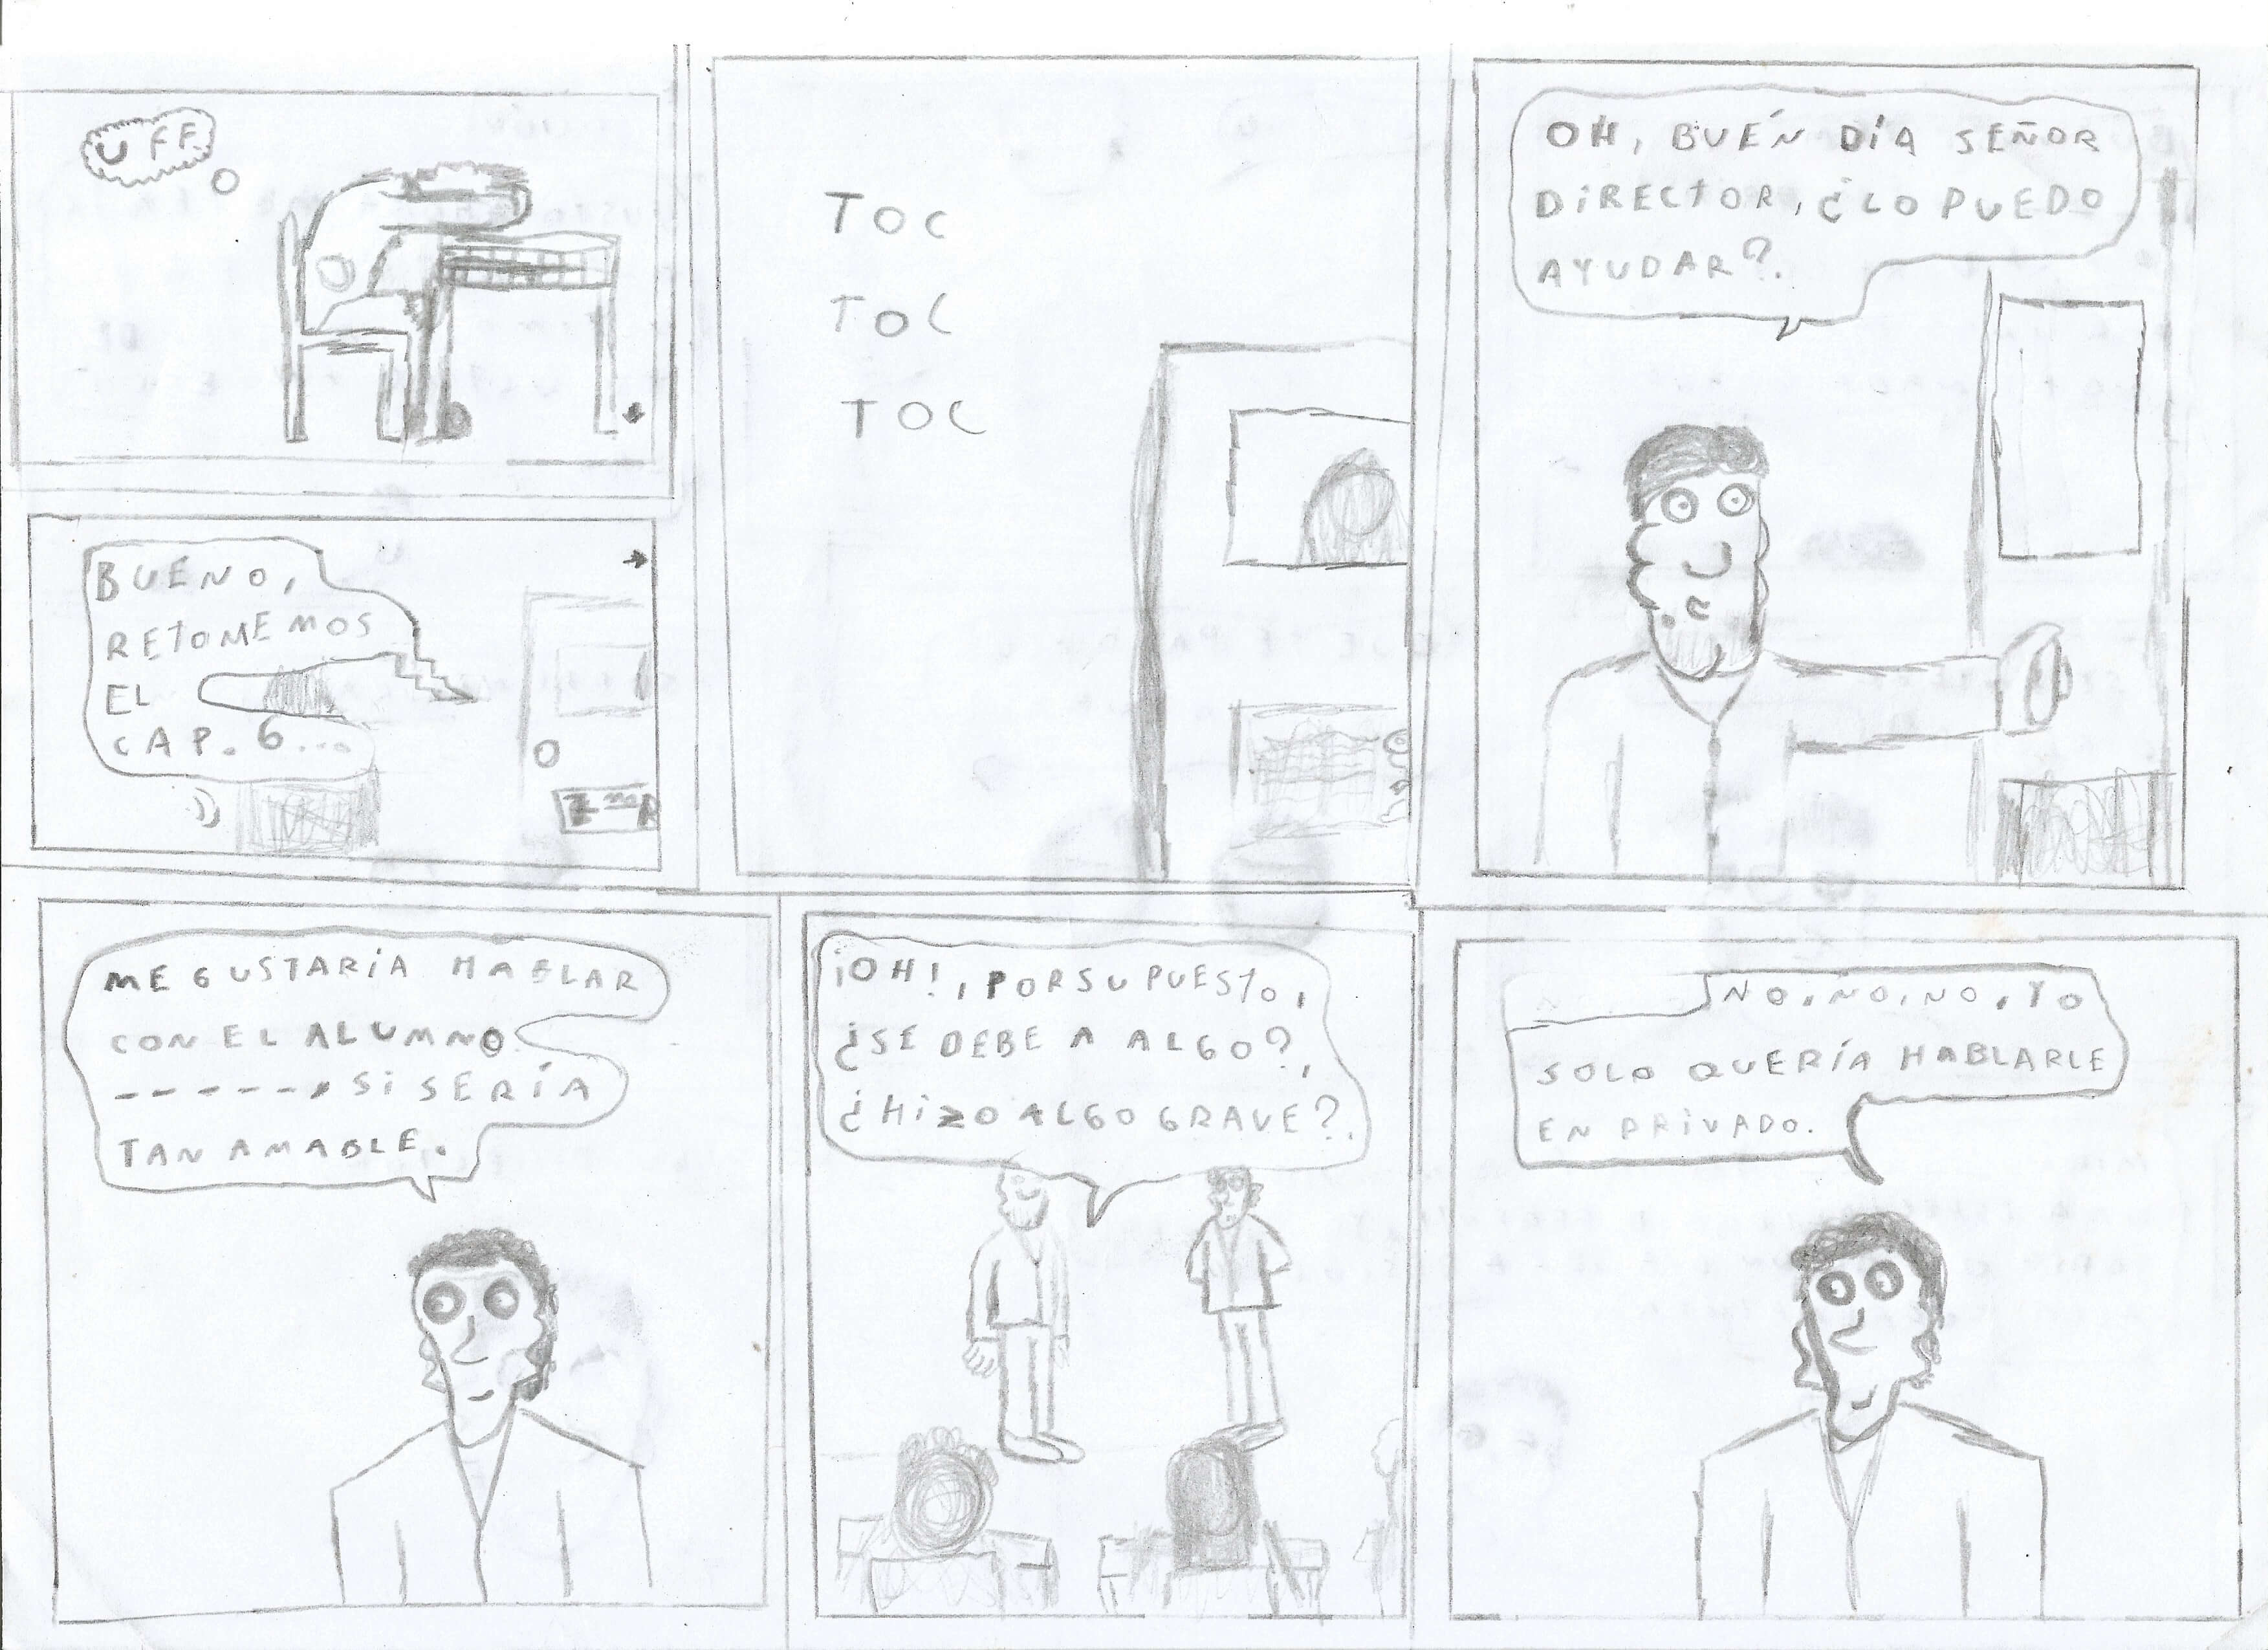 UFF
BUENO,
RETOMEMOS
EL
CAP. 6...
TOC
TOC
TOC
OH, BUÉN DÍA SEÑOR
DIRECTOR, ¿LO PUEDO
AYUDAR?.
ME GUSTARÍA HABLAR
CON EL ALUMNO
------, SI SERÍA
TAN AMABLE.
¡OH!, POR SUPUESTO,
¿SE DEBE A ALGO?,
¿HIZO ALGO GRAVE?.
NO, NO, NO, YO
SOLO QUERÍA HABLARLE
EN PRIVADO.